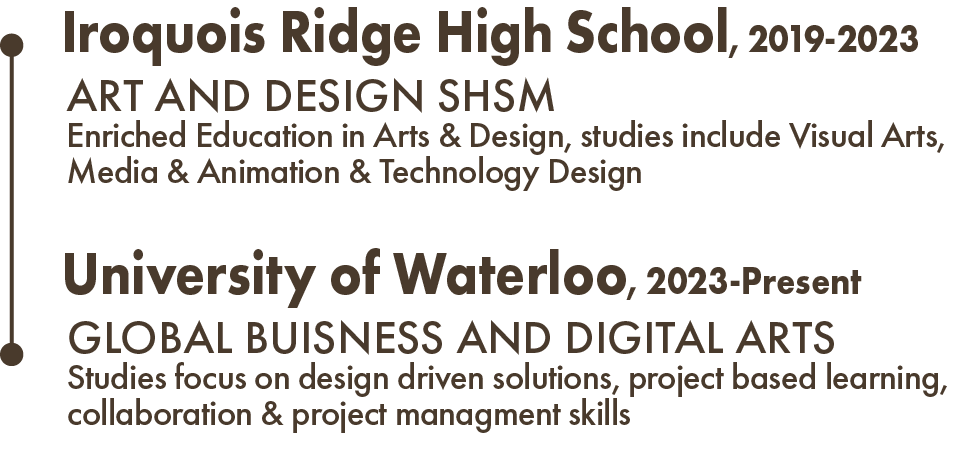 Iroquois Ridge High School, 2019-2023
ART AND DESIGN SHSM
Enriched Education in Arts & Design, studies include Visual Arts,
Media & Animation & Technology Design
University of Waterloo, 2023-Present
GLOBAL BUISNESS AND DIGITAL ARTS
Studies focus on design driven solutions, project based learning,
collaboration & project managment skills